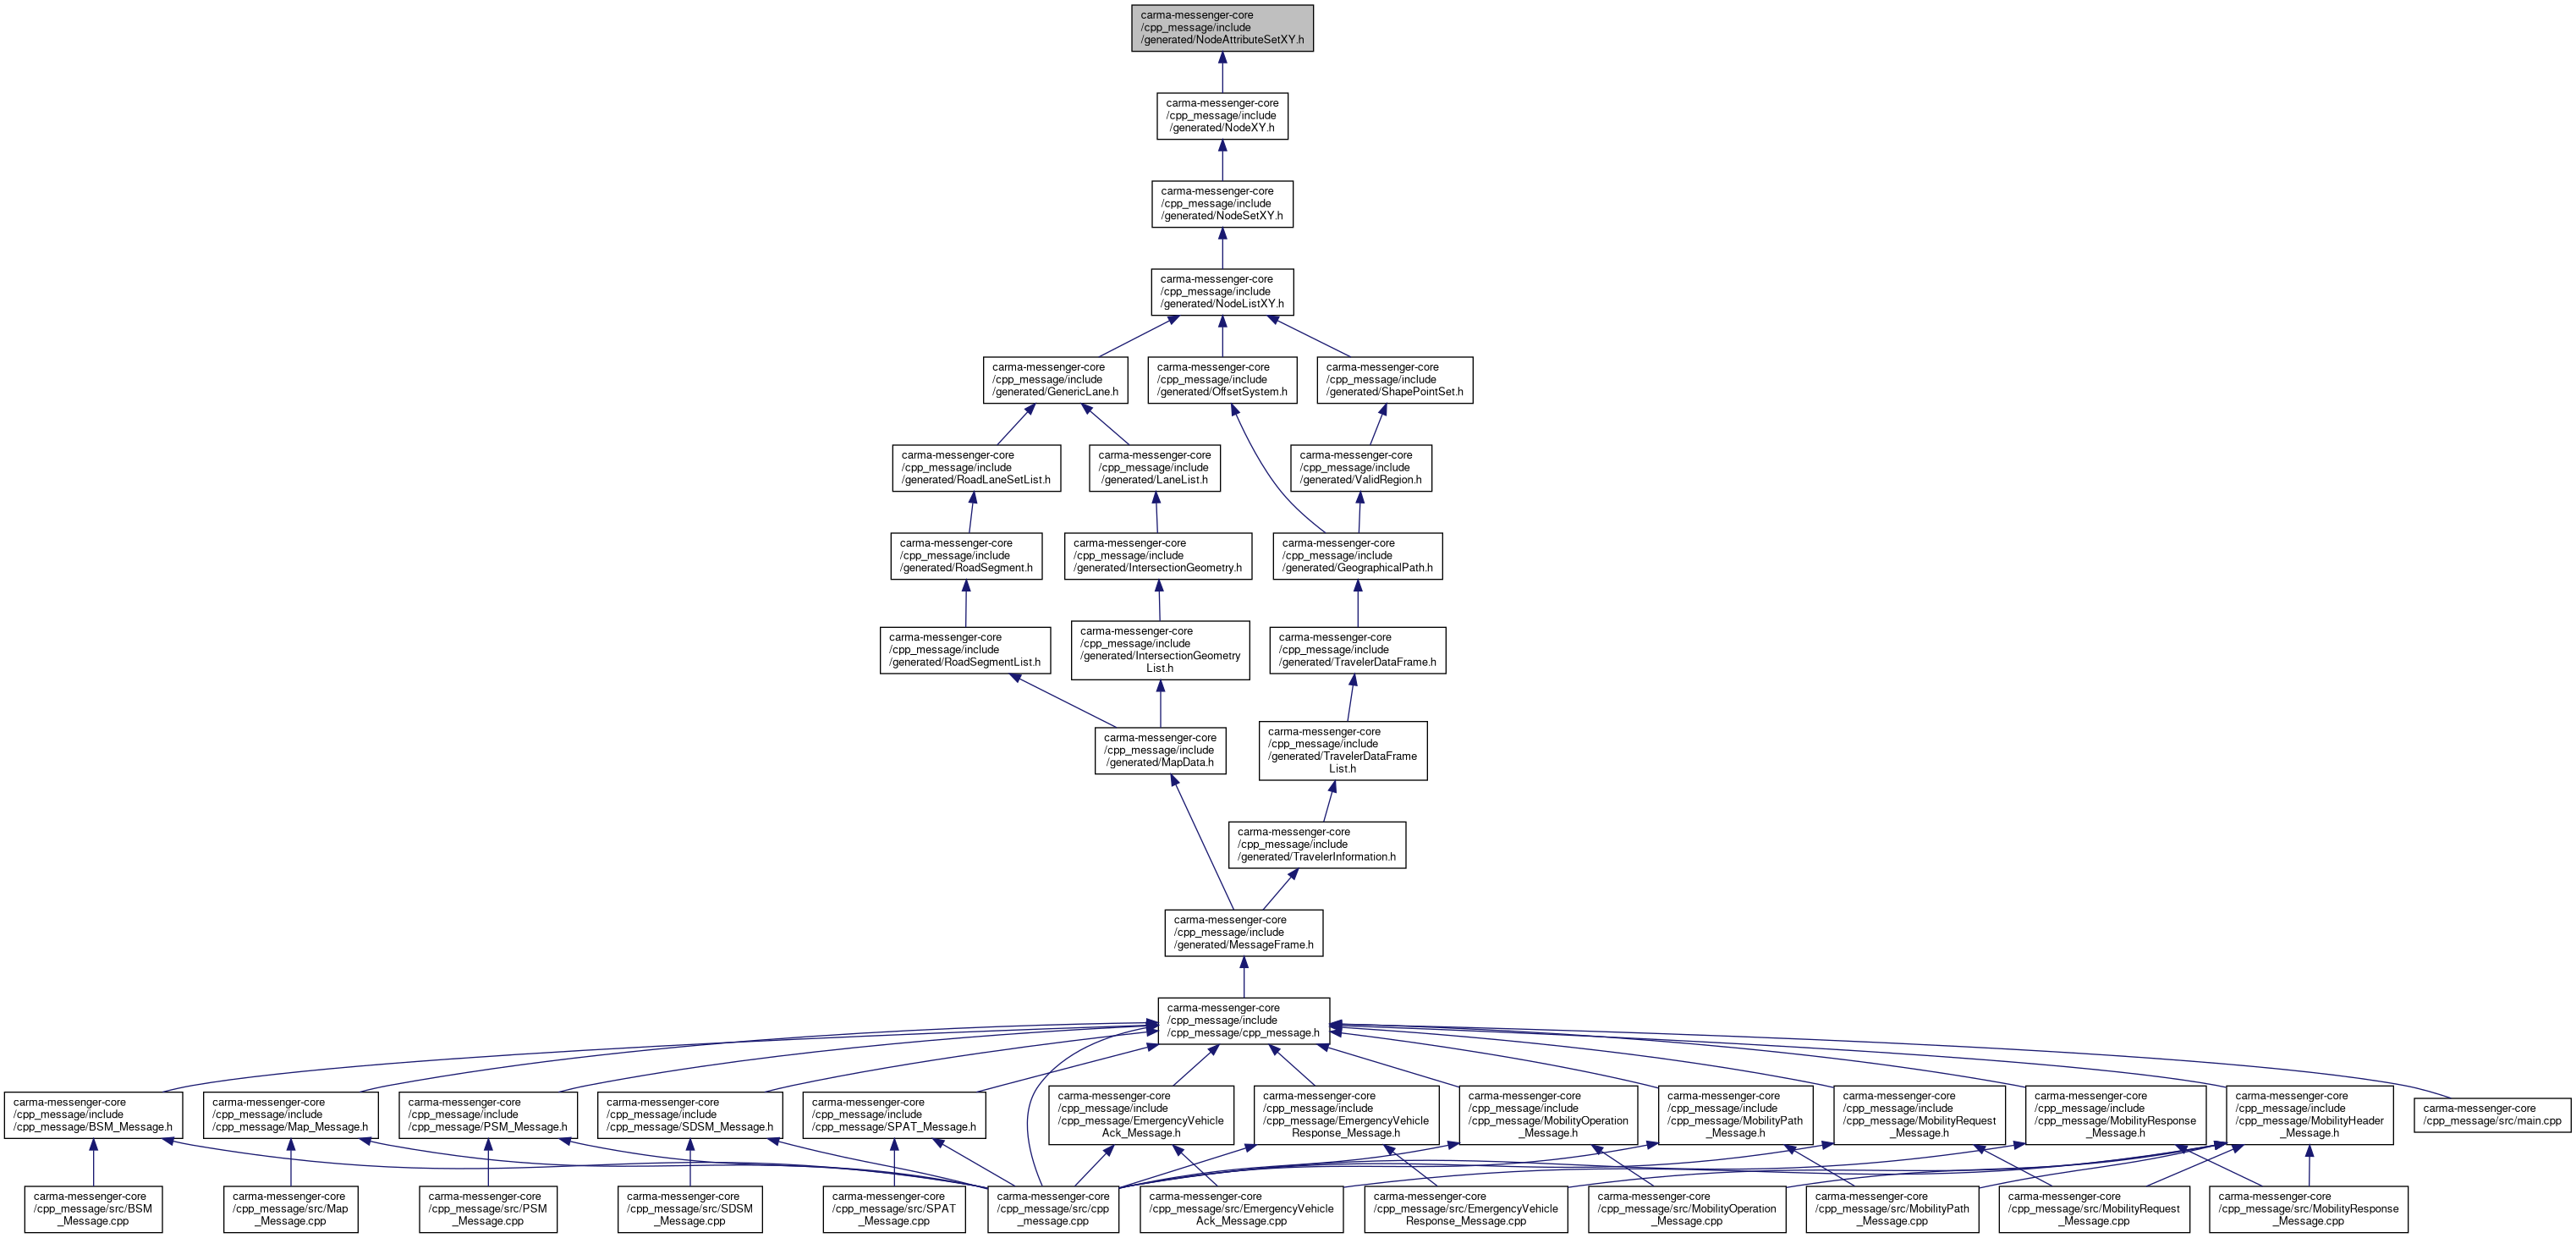 carma-messenger-core
/cpp_message/include
/generated/NodeAttributeSetXY.h
carma-messenger-core
/cpp_message/include
/generated/NodeXY.h
carma-messenger-core
/cpp_message/include
/generated/NodeSetXY.h
carma-messenger-core
/cpp_message/include
/generated/NodeListXY.h
carma-messenger-core
/cpp_message/include
/generated/GenericLane.h
carma-messenger-core
/cpp_message/include
/generated/OffsetSystem.h
carma-messenger-core
/cpp_message/include
/generated/ShapePointSet.h
carma-messenger-core
/cpp_message/include
/generated/RoadLaneSetList.h
carma-messenger-core
/cpp_message/include
/generated/LaneList.h
carma-messenger-core
/cpp_message/include
/generated/ValidRegion.h
carma-messenger-core
/cpp_message/include
/generated/RoadSegment.h
carma-messenger-core
/cpp_message/include
/generated/IntersectionGeometry.h
carma-messenger-core
/cpp_message/include
/generated/GeographicalPath.h
carma-messenger-core
/cpp_message/include
/generated/RoadSegmentList.h
carma-messenger-core
/cpp_message/include
/generated/IntersectionGeometry
List.h
carma-messenger-core
/cpp_message/include
/generated/TravelerDataFrame.h
carma-messenger-core
/cpp_message/include
/generated/MapData.h
carma-messenger-core
/cpp_message/include
/generated/TravelerDataFrame
List.h
carma-messenger-core
/cpp_message/include
/generated/TravelerInformation.h
carma-messenger-core
/cpp_message/include
/generated/MessageFrame.h
carma-messenger-core
/cpp_message/include
/cpp_message/cpp_message.h
carma-messenger-core
/cpp_message/include
/cpp_message/BSM_Message.h
carma-messenger-core
/cpp_message/include
/cpp_message/Map_Message.h
carma-messenger-core
/cpp_message/include
/cpp_message/PSM_Message.h
carma-messenger-core
/cpp_message/include
/cpp_message/SDSM_Message.h
carma-messenger-core
/cpp_message/include
/cpp_message/SPAT_Message.h
carma-messenger-core
/cpp_message/include
/cpp_message/EmergencyVehicle
Ack_Message.h
carma-messenger-core
/cpp_message/include
/cpp_message/EmergencyVehicle
Response_Message.h
carma-messenger-core
/cpp_message/include
/cpp_message/MobilityOperation
_Message.h
carma-messenger-core
/cpp_message/include
/cpp_message/MobilityPath
_Message.h
carma-messenger-core
/cpp_message/include
/cpp_message/MobilityRequest
_Message.h
carma-messenger-core
/cpp_message/include
/cpp_message/MobilityResponse
_Message.h
carma-messenger-core
/cpp_message/include
/cpp_message/MobilityHeader
_Message.h
carma-messenger-core
/cpp_message/src/main.cpp
carma-messenger-core
/cpp_message/src/BSM
_Message.cpp
carma-messenger-core
/cpp_message/src/Map
_Message.cpp
carma-messenger-core
/cpp_message/src/PSM
_Message.cpp
carma-messenger-core
/cpp_message/src/SDSM
_Message.cpp
carma-messenger-core
/cpp_message/src/SPAT
_Message.cpp
carma-messenger-core
/cpp_message/src/cpp
_message.cpp
carma-messenger-core
/cpp_message/src/EmergencyVehicle
Ack_Message.cpp
carma-messenger-core
/cpp_message/src/EmergencyVehicle
Response_Message.cpp
carma-messenger-core
/cpp_message/src/MobilityOperation
_Message.cpp
carma-messenger-core
/cpp_message/src/MobilityPath
_Message.cpp
carma-messenger-core
/cpp_message/src/MobilityRequest
_Message.cpp
carma-messenger-core
/cpp_message/src/MobilityResponse
_Message.cpp